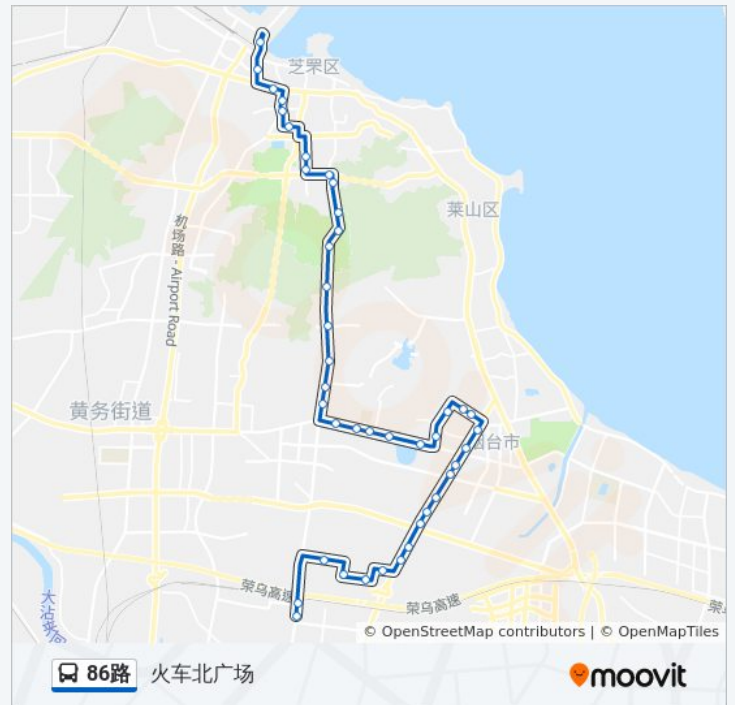 芝罘区
莱山区
机场路 - Airport Road
黄务街道
烟台市
荣乌高速
荣乌高速
荣乌
大沽夹河
© OpenStreetMap contributors | © OpenMapTiles
86路 火车北广场
moovit